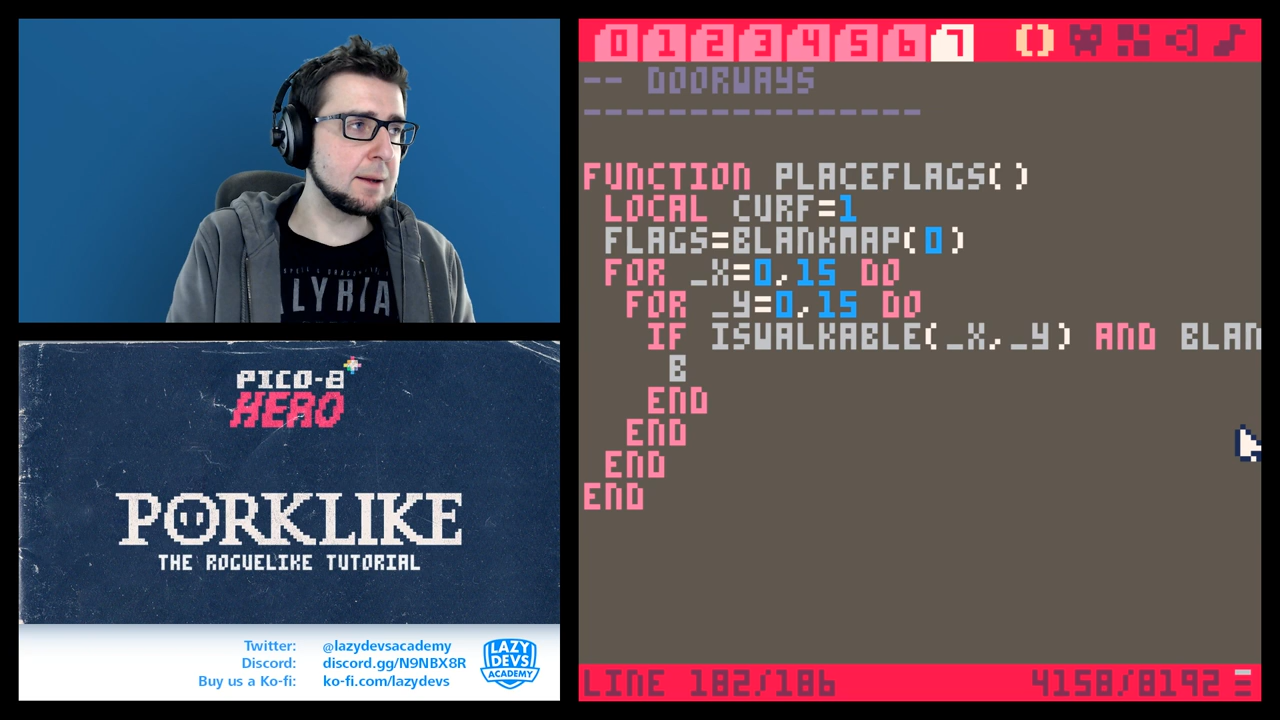 LYRIA
PICO-8
HERO
PORKLIKE
THE ROGUELIKE TUTORIAL
Twitter: @lazydevsacademy
Discord: discord.gg/N9NBX8R
Buy us a Ko-fi: ko-fi.com/lazydevs
LAZY
DEVS
ACADEMY
0 1 2 3 4 5 6 7 ()
-- DOORWAYS
----------------
FUNCTION PLACEFLAGS()
LOCAL CURF=1
FLAGS=BLANKMAP(0)
FOR _X=0,15 DO
FOR _Y=0,15 DO
IF ISWALKABLE(_X,_Y) AND BLAN
B
END
END
END
END
LINE 182/186 4158/8192